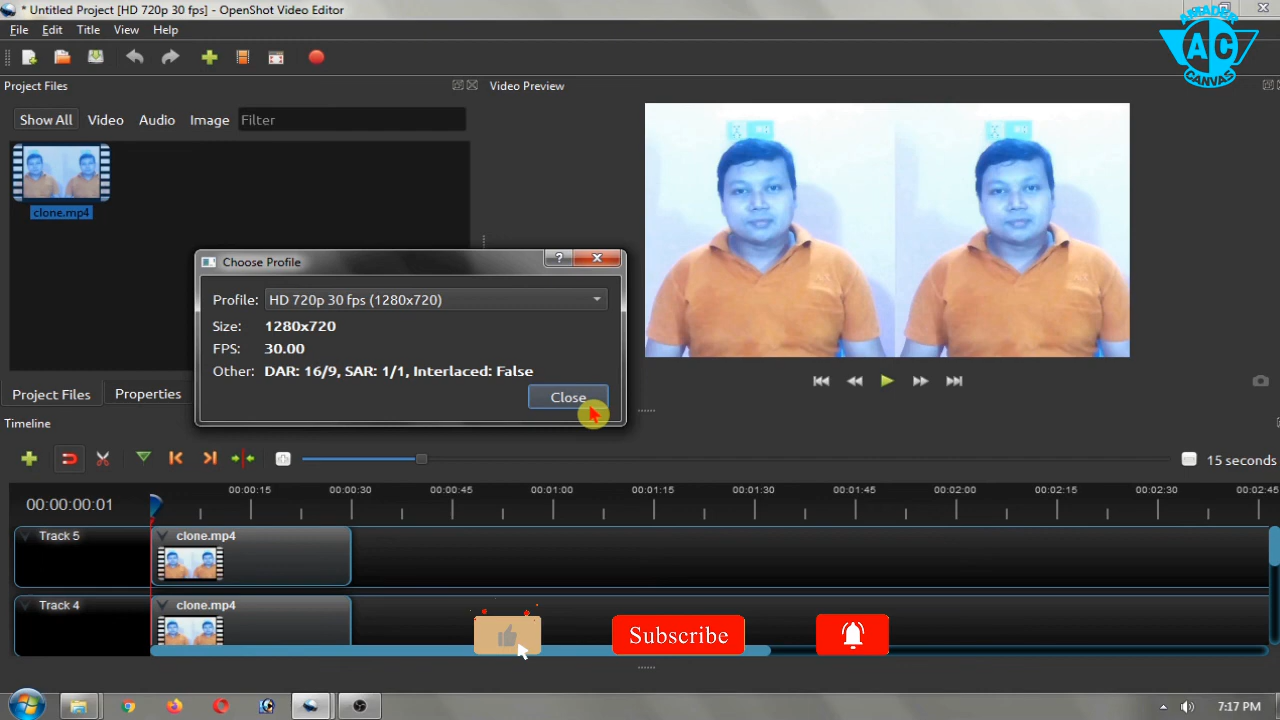 * Untitled Project [HD 720p 30 fps] - OpenShot Video Editor
File Edit Title View Help
AMADER
AC
CANVAS
Project Files
Video Preview
Show All Video Audio Image Filter
clone.mp4
Choose Profile
?
Profile: HD 720p 30 fps (1280x720)
Size: 1280x720
FPS: 30.00
Other: DAR: 16/9, SAR: 1/1, Interlaced: False
Close
Project Files Properties
Timeline
15 seconds
00:00:00:01
00:00:15 00:00:30 00:00:45 00:01:00 00:01:15 00:01:30 00:01:45 00:02:00 00:02:15 00:02:30 00:02:45
Track 5 clone.mp4
Track 4 clone.mp4
Subscribe
7:17 PM